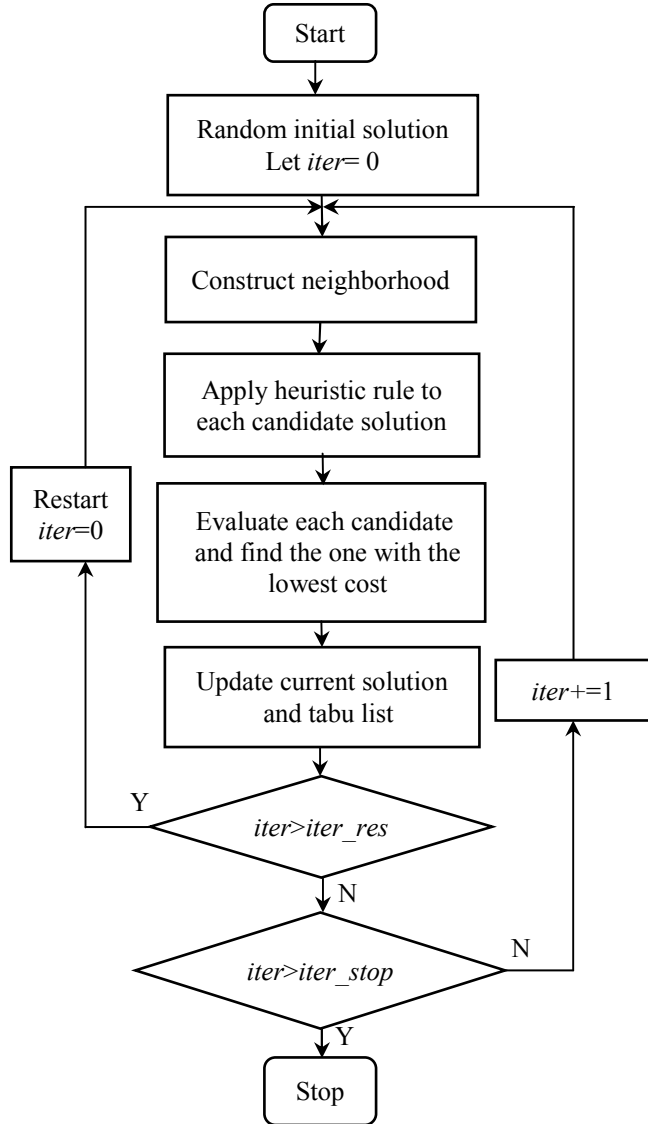 Start
Random initial solution
Let iter= 0
Construct neighborhood
Apply heuristic rule to
each candidate solution
Restart
iter=0
Evaluate each candidate
and find the one with the
lowest cost
Update current solution
and tabu list
iter+=1
Y
iter>iter_res
N
iter>iter_stop
N
Y
Stop